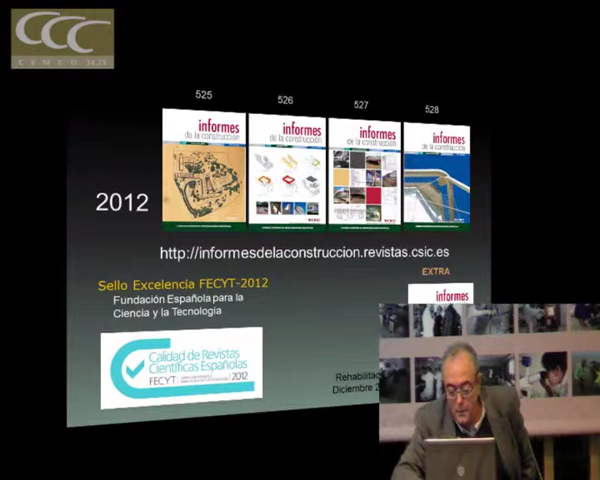 CCC
525
526
527
528
informes
de la construcción
informes
de la construcción
informes
de la construcción
informes
de la construcción
2012
http://informesdelaconstruccion.revistas.csic.es
EXTRA
Sello Excelencia FECYT-2012
Fundación Española para la
Ciencia y la Tecnología
informes
Calidad de Revistas
Científicas Españolas
FECYT
2012
Diciembre 2